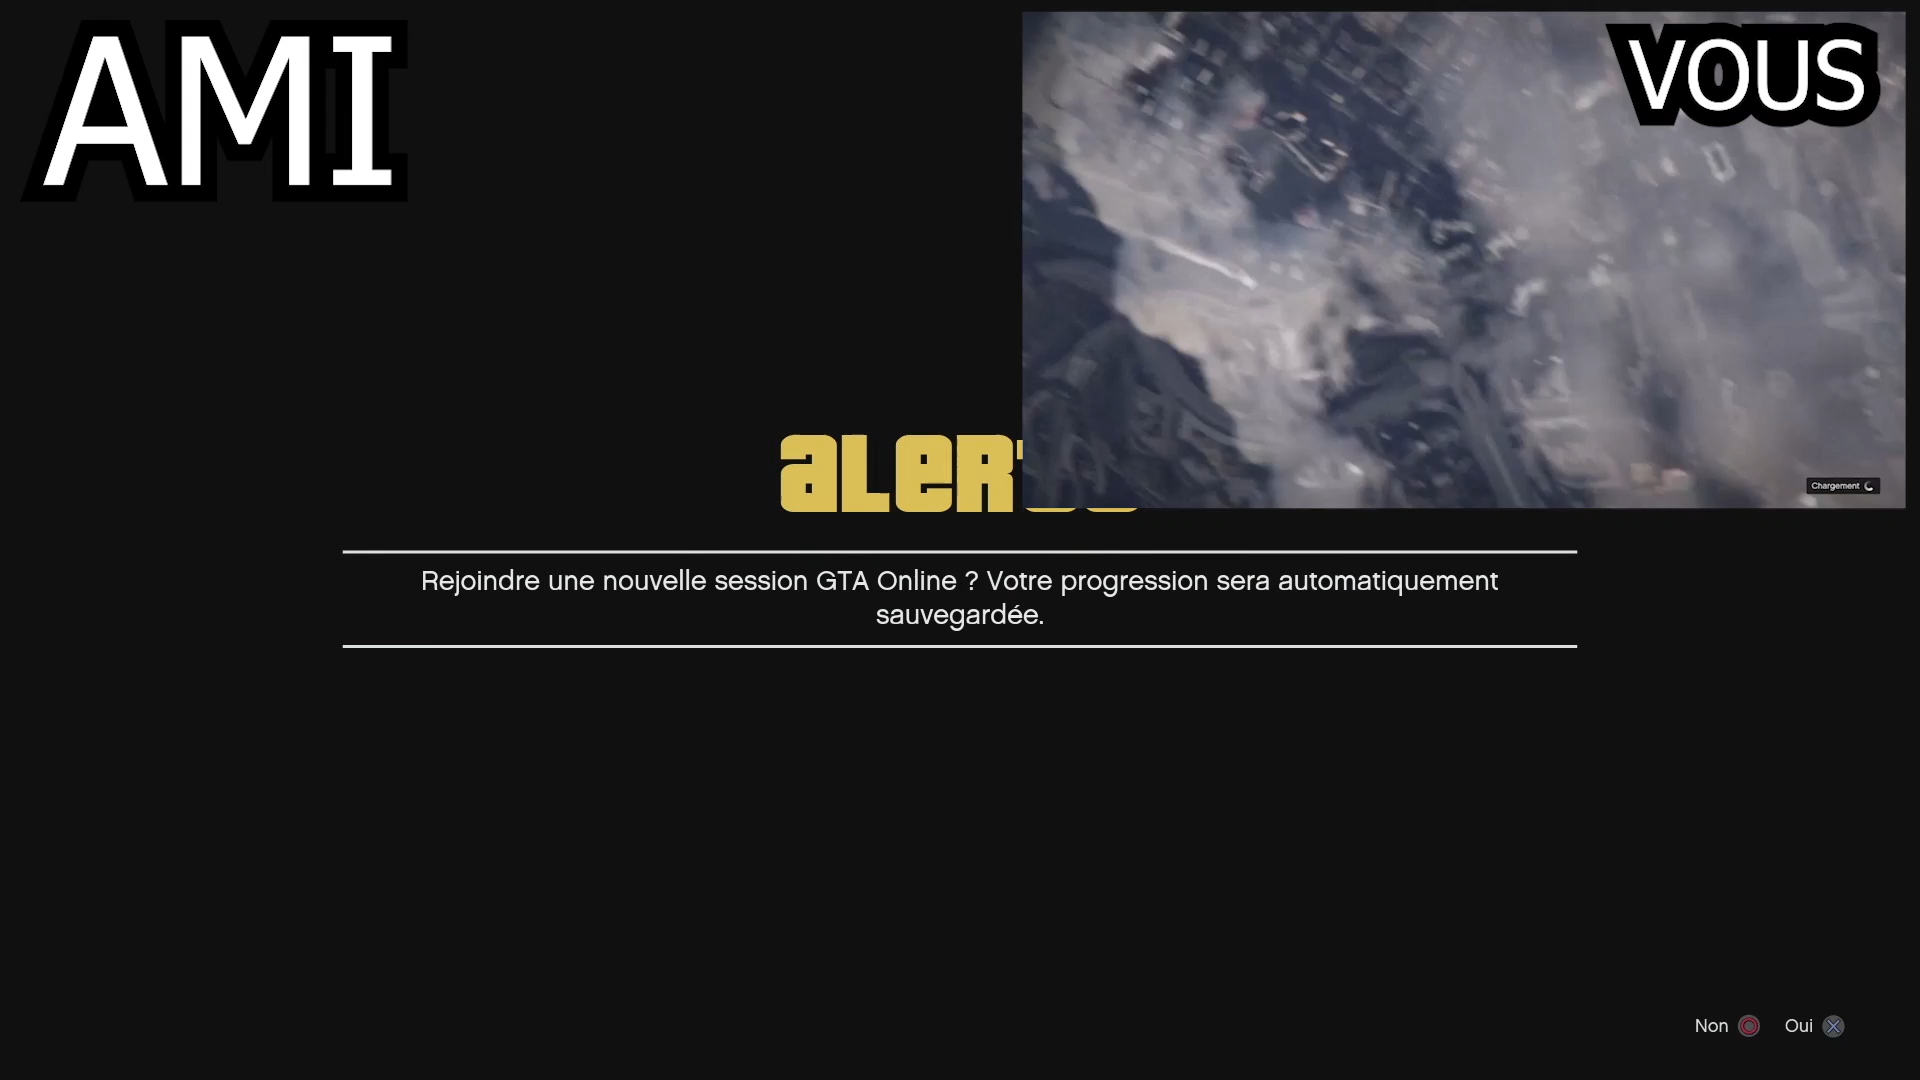 AMI
VOUS
Chargement
Rejoindre une nouvelle session GTA Online ? Votre progression sera automatiquement
sauvegardée.
Non
Oui